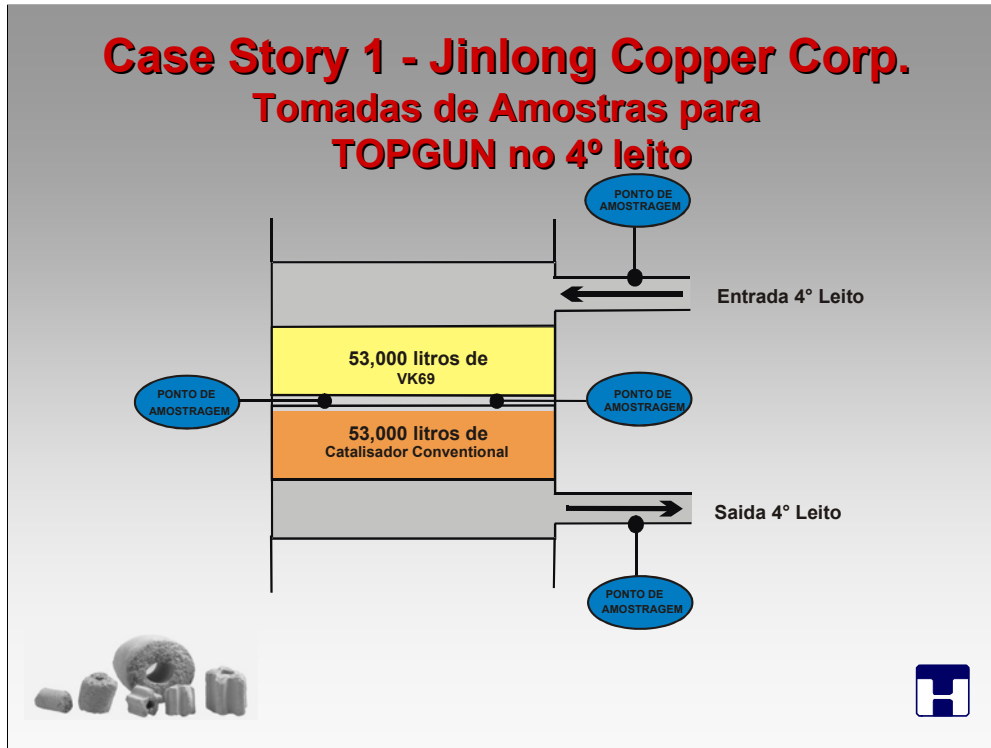 Case Story 1 - Jinlong Copper Corp.
Tomadas de Amostras para
TOPGUN no 4º leito
PONTO DE
AMOSTRAGEM
Entrada 4° Leito
53,000 litros de
VK69
PONTO DE
AMOSTRAGEM
PONTO DE
AMOSTRAGEM
53,000 litros de
Catalisador Conventional
Saida 4° Leito
PONTO DE
AMOSTRAGEM